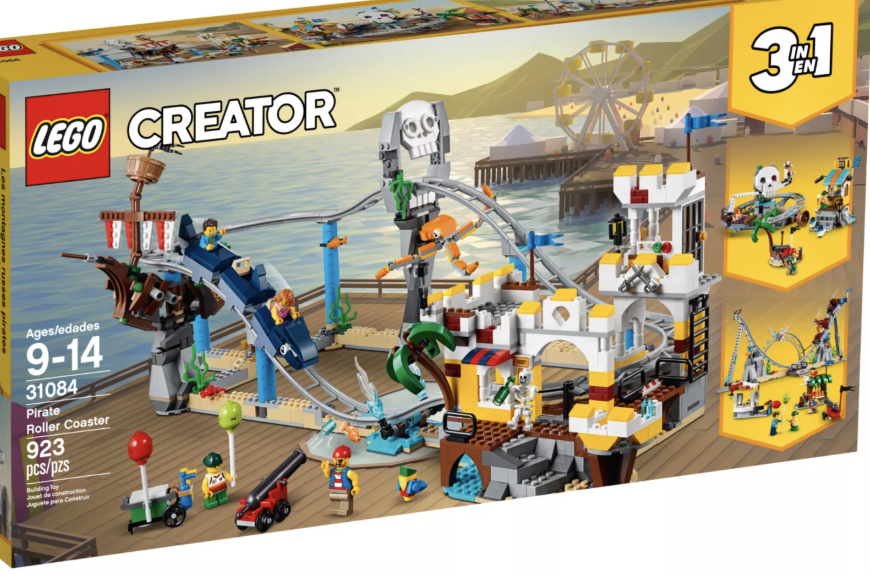 LEGO
CREATOR™
3 IN EN 1
Ages/edades
9-14
31084
Pirate
Roller Coaster
923
pcs/pzs
Building Toy
Jouet de construction
Juguete para Construir
Les montagnes russes pirates